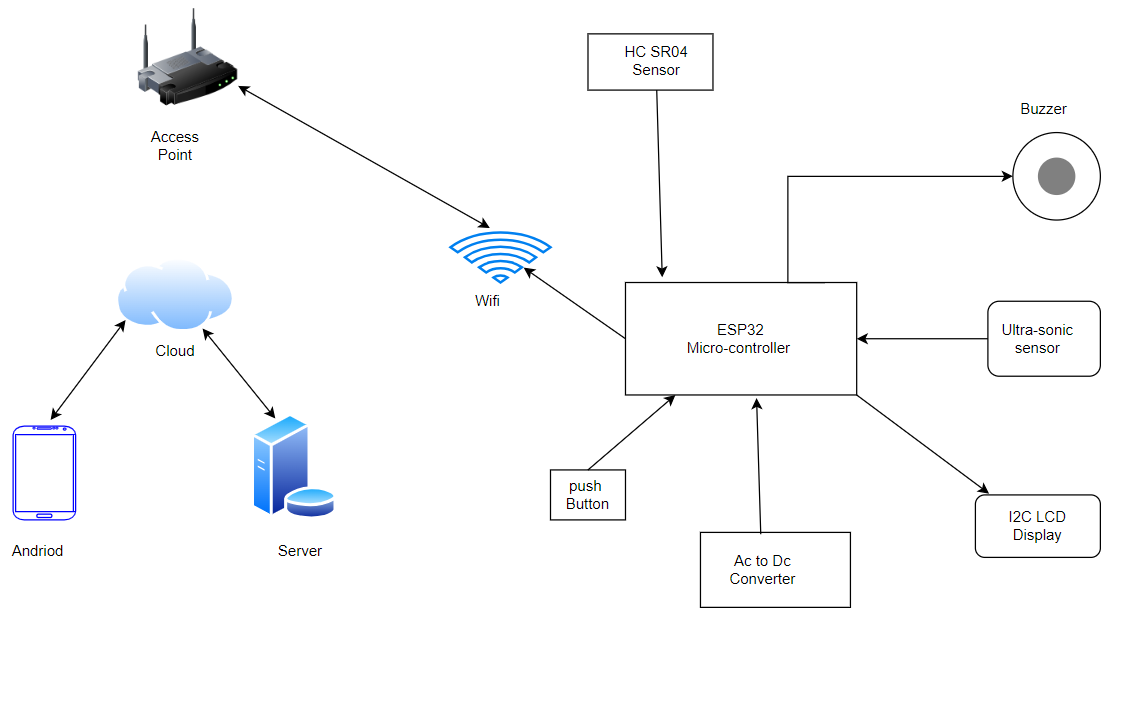 HC SR04
Sensor
Buzzer
Access
Point
Wifi
Cloud
ESP32
Micro-controller
Ultra-sonic
sensor
push
Button
I2C LCD
Display
Andriod
Server
Ac to Dc
Converter